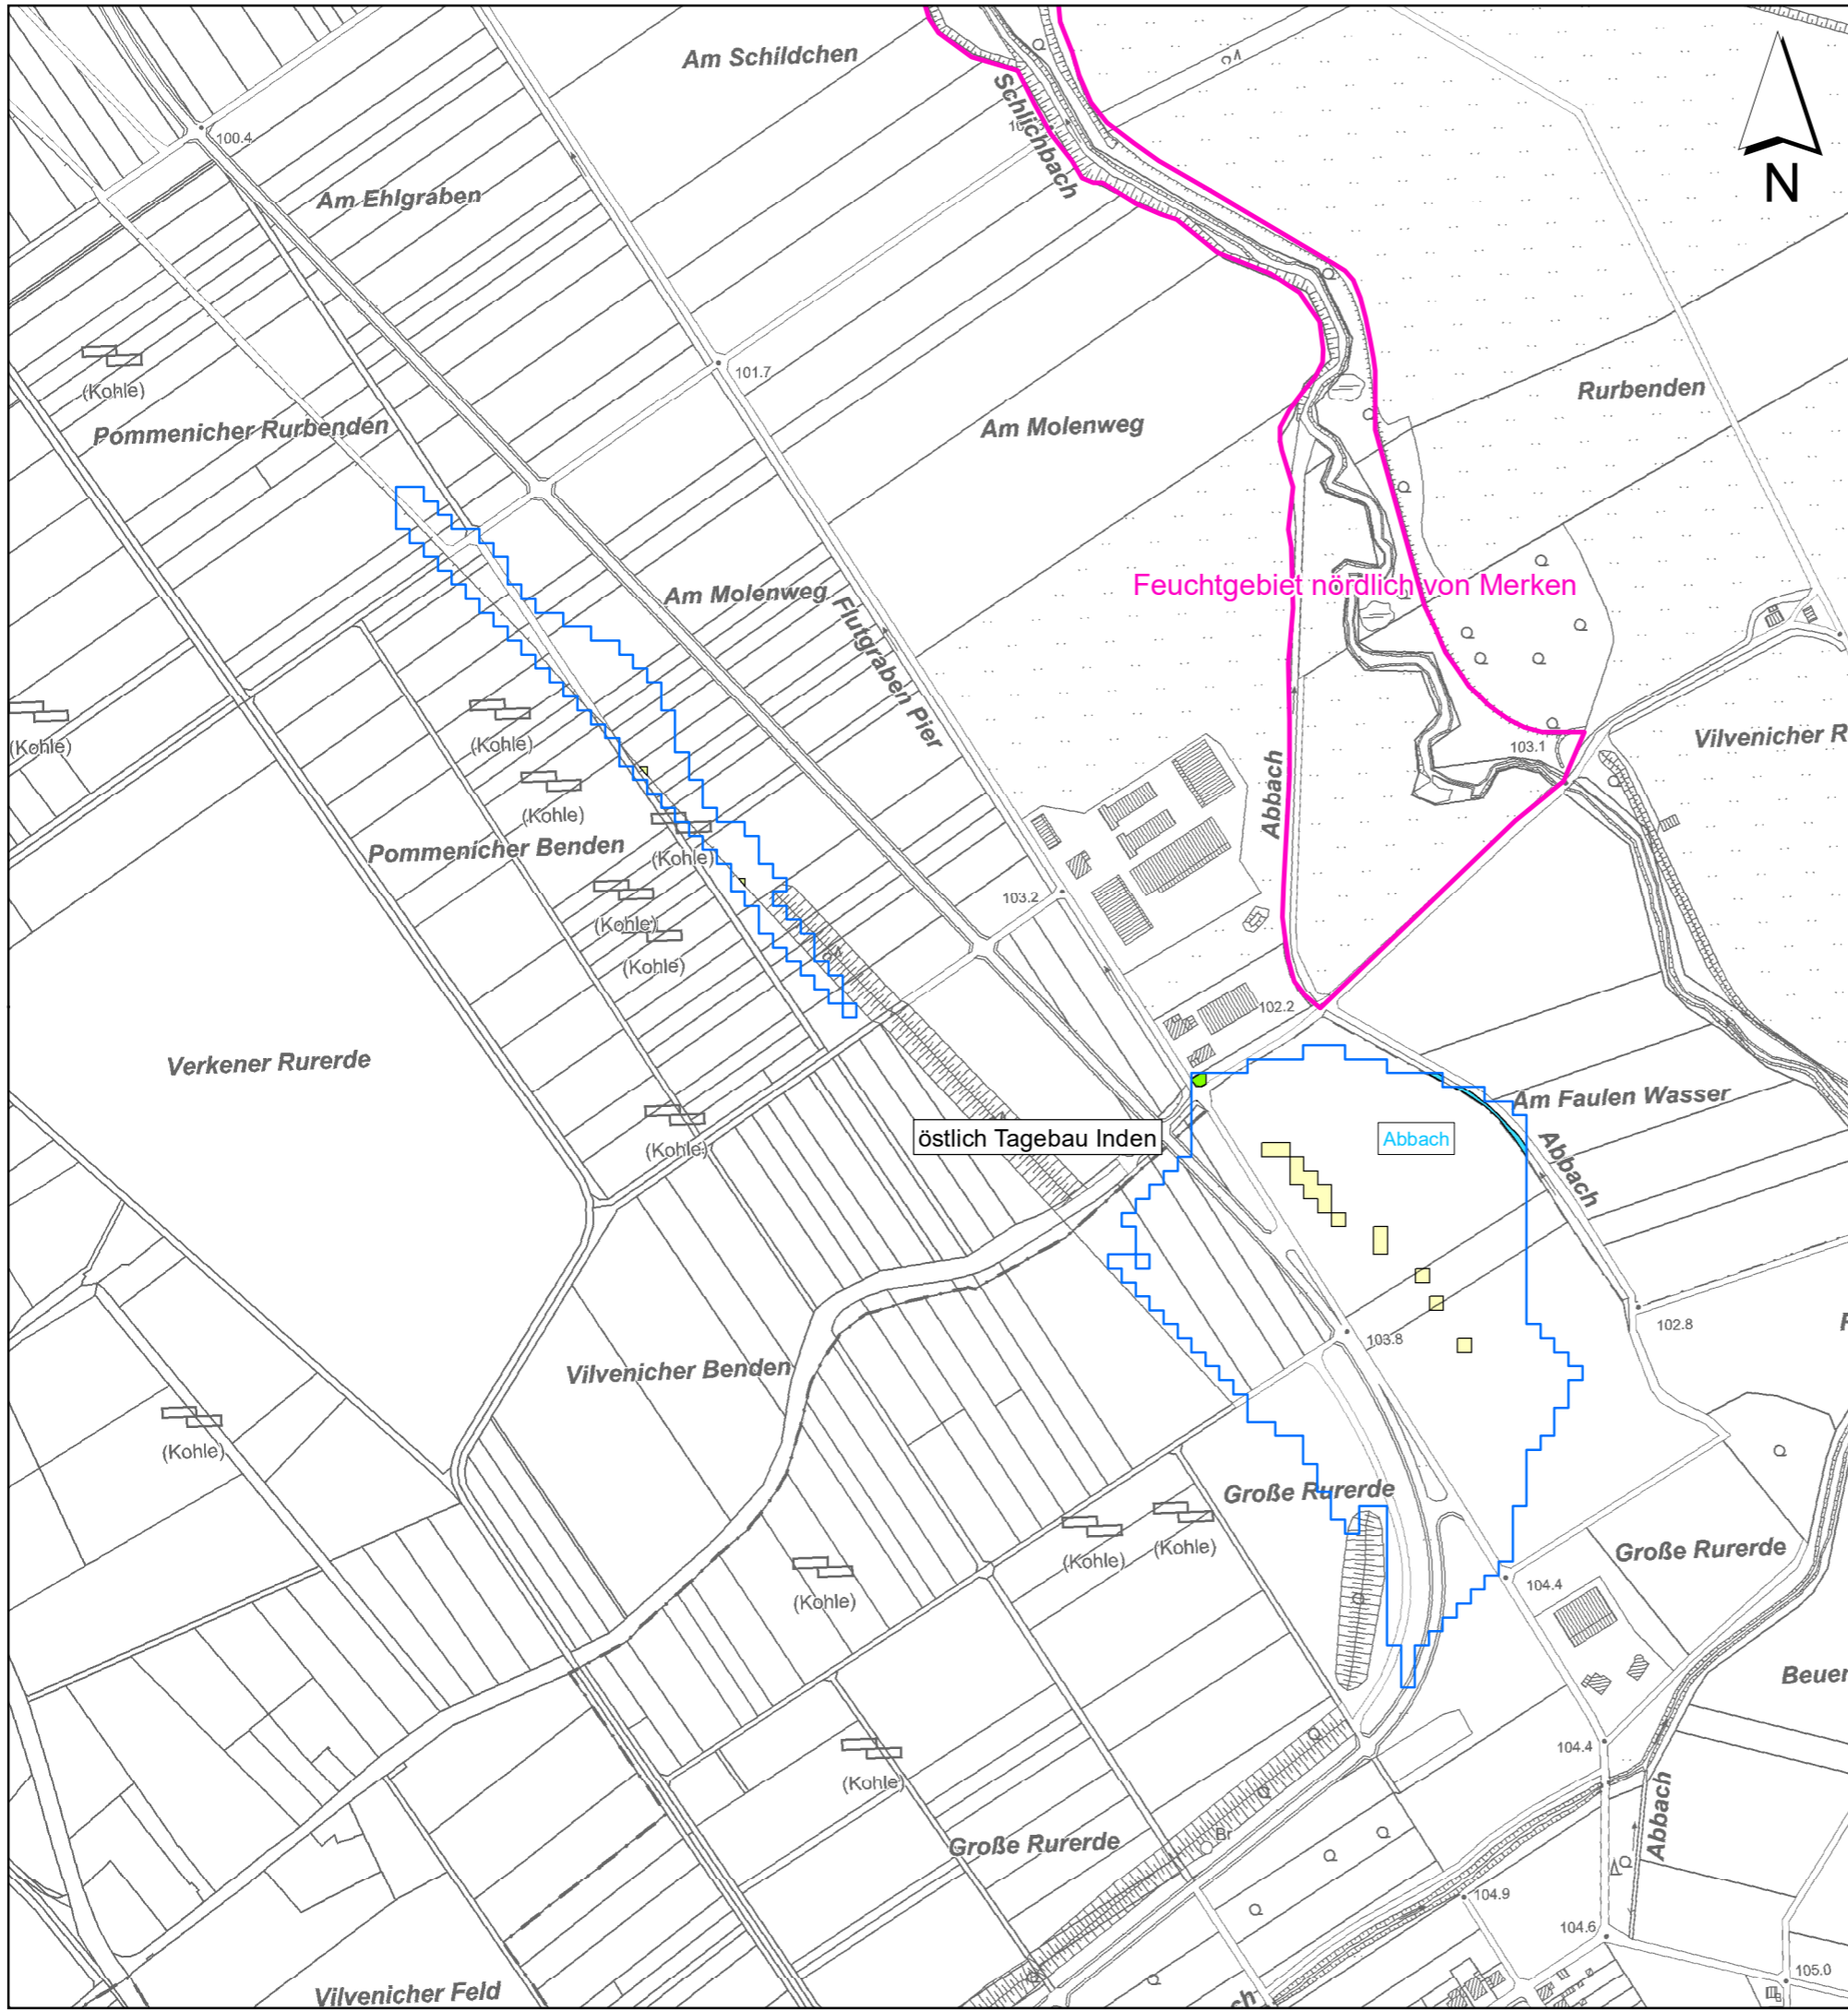 Am Schildchen
Schlichbach
N
100.4
Am Ehlgraben
101.7
(Kohle)
Rurbenden
Pommenicher Rurbenden
Am Molenweg
Feuchtgebiet nördlich von Merken
Am Molenweg
Flutgraben Pier
(Kohle)
(Kohle)
Vilvenicher R
103.1
Abbach
(Kohle)
Pommenicher Benden
(Kohle)
103.2
(Kohle)
(Kohle)
102.2
Verkener Rurerde
Am Faulen Wasser
(Kohle)
östlich Tagebau Inden
Abbach
Abbach
102.8
103.8
Vilvenicher Benden
(Kohle)
Große Rurerde
(Kohle)
(Kohle)
Große Rurerde
104.4
(Kohle)
Beuer
104.4
(Kohle)
Abbach
Große Rurerde
Br
104.9
104.6
105.0
Vilvenicher Feld
ch